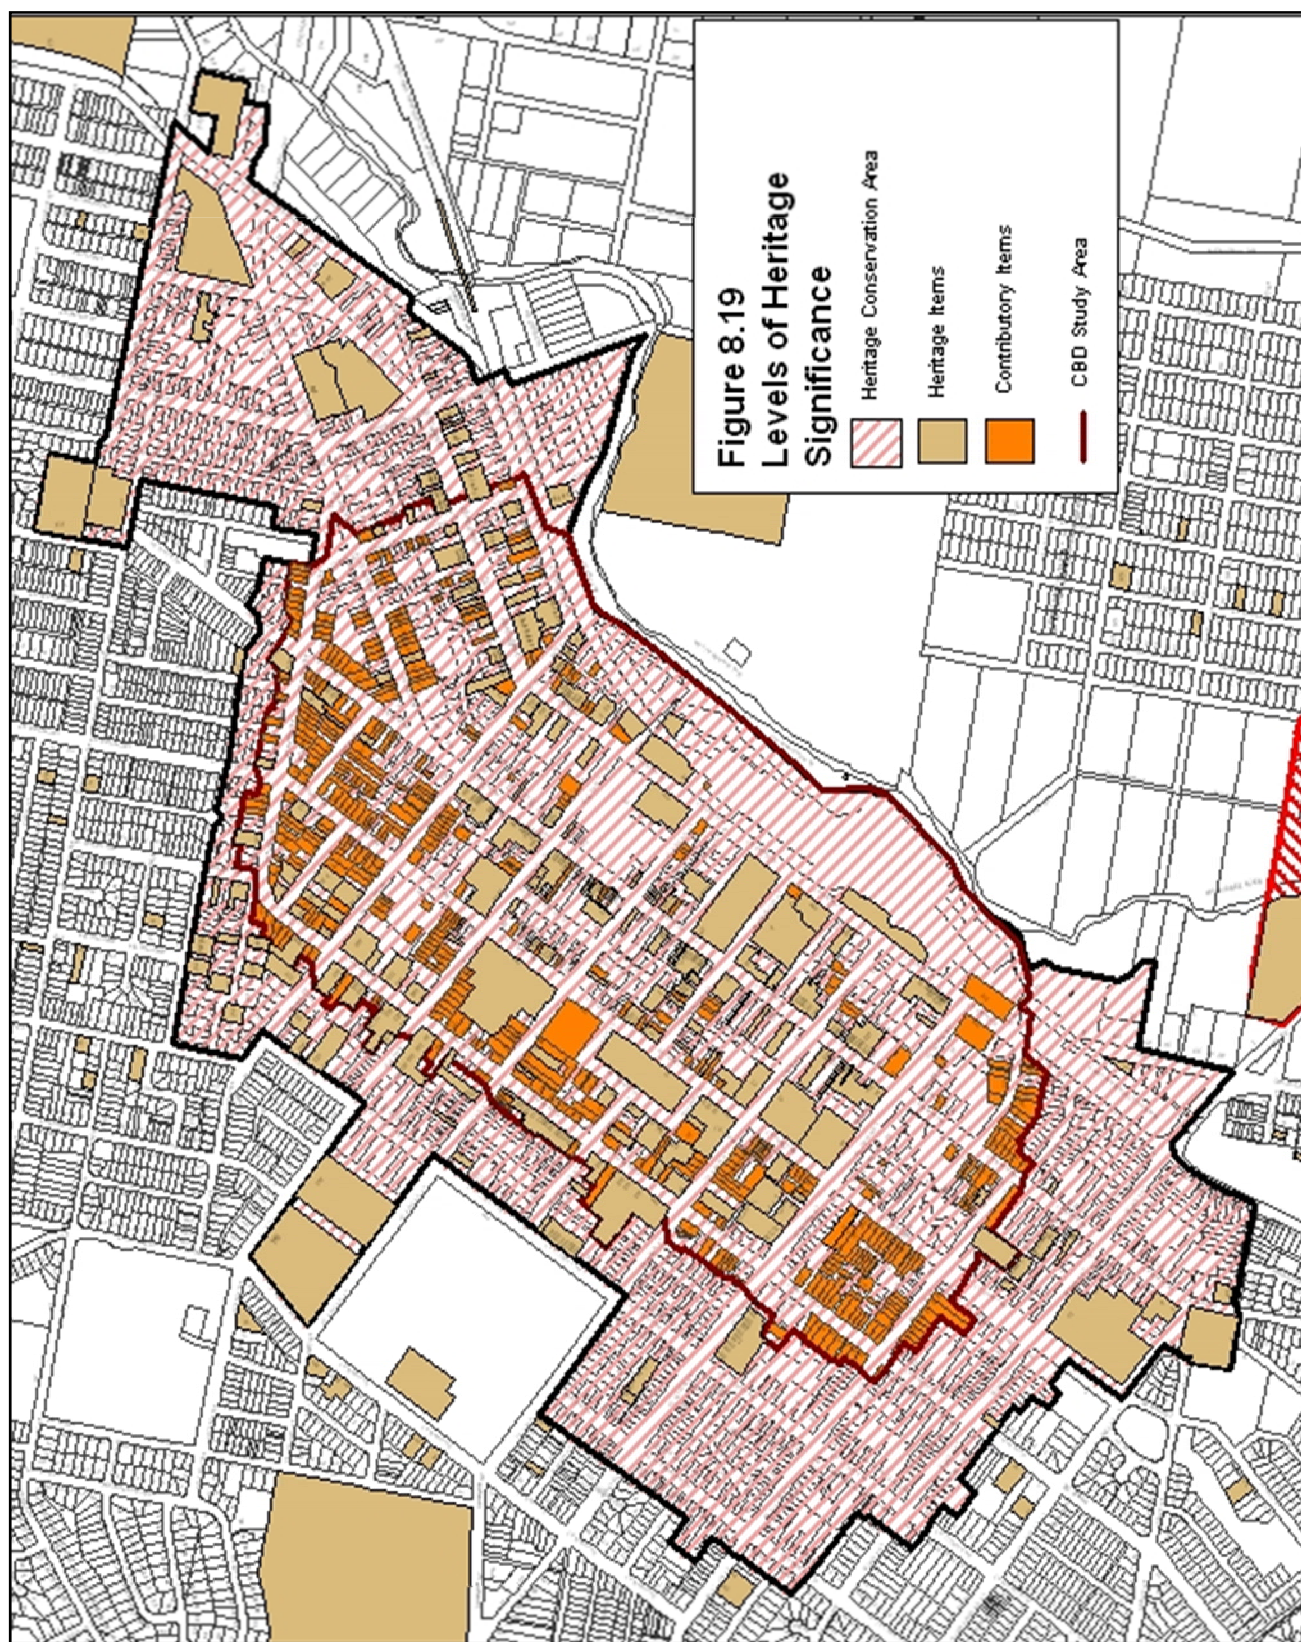 Figure 8.19
Levels of Heritage
Significance
Heritage Conservation Area
Heritage Items
Contributory Items
CBD Study Area